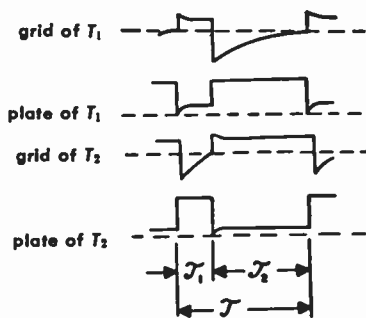 grid of T₁
plate of T₁
grid of T₂
plate of T₂
𝒯₁ 𝒯₂
𝒯